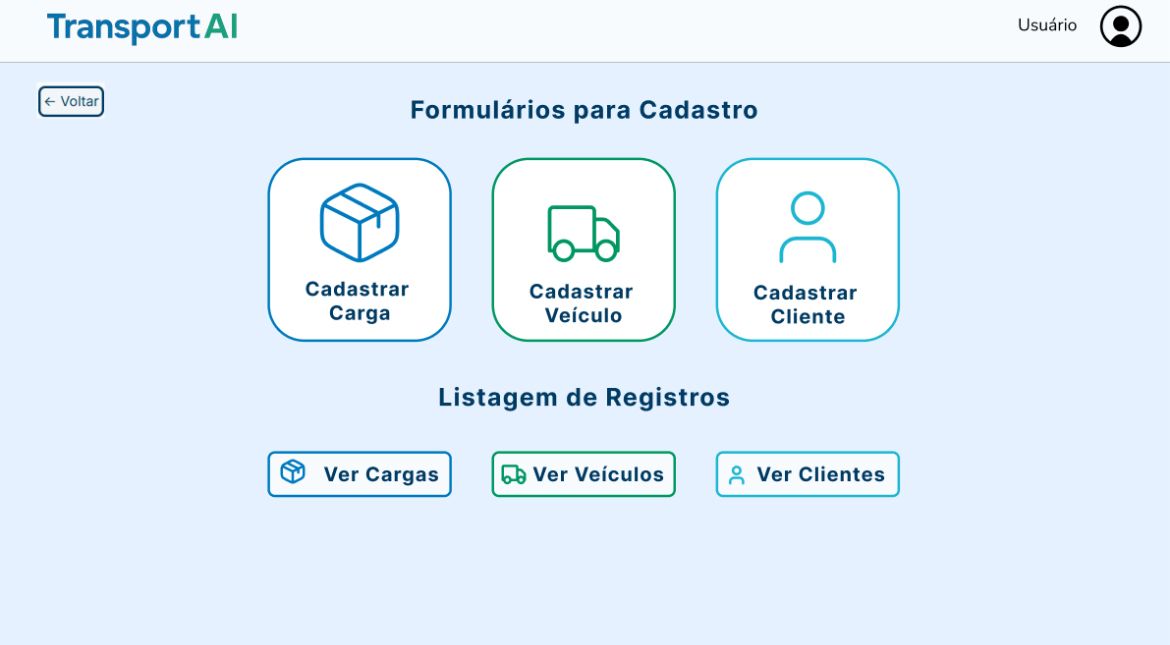 TransportAI
Usuário
← Voltar
Formulários para Cadastro
Cadastrar
Carga
Cadastrar
Veículo
Cadastrar
Cliente
Listagem de Registros
Ver Cargas
Ver Veículos
Ver Clientes